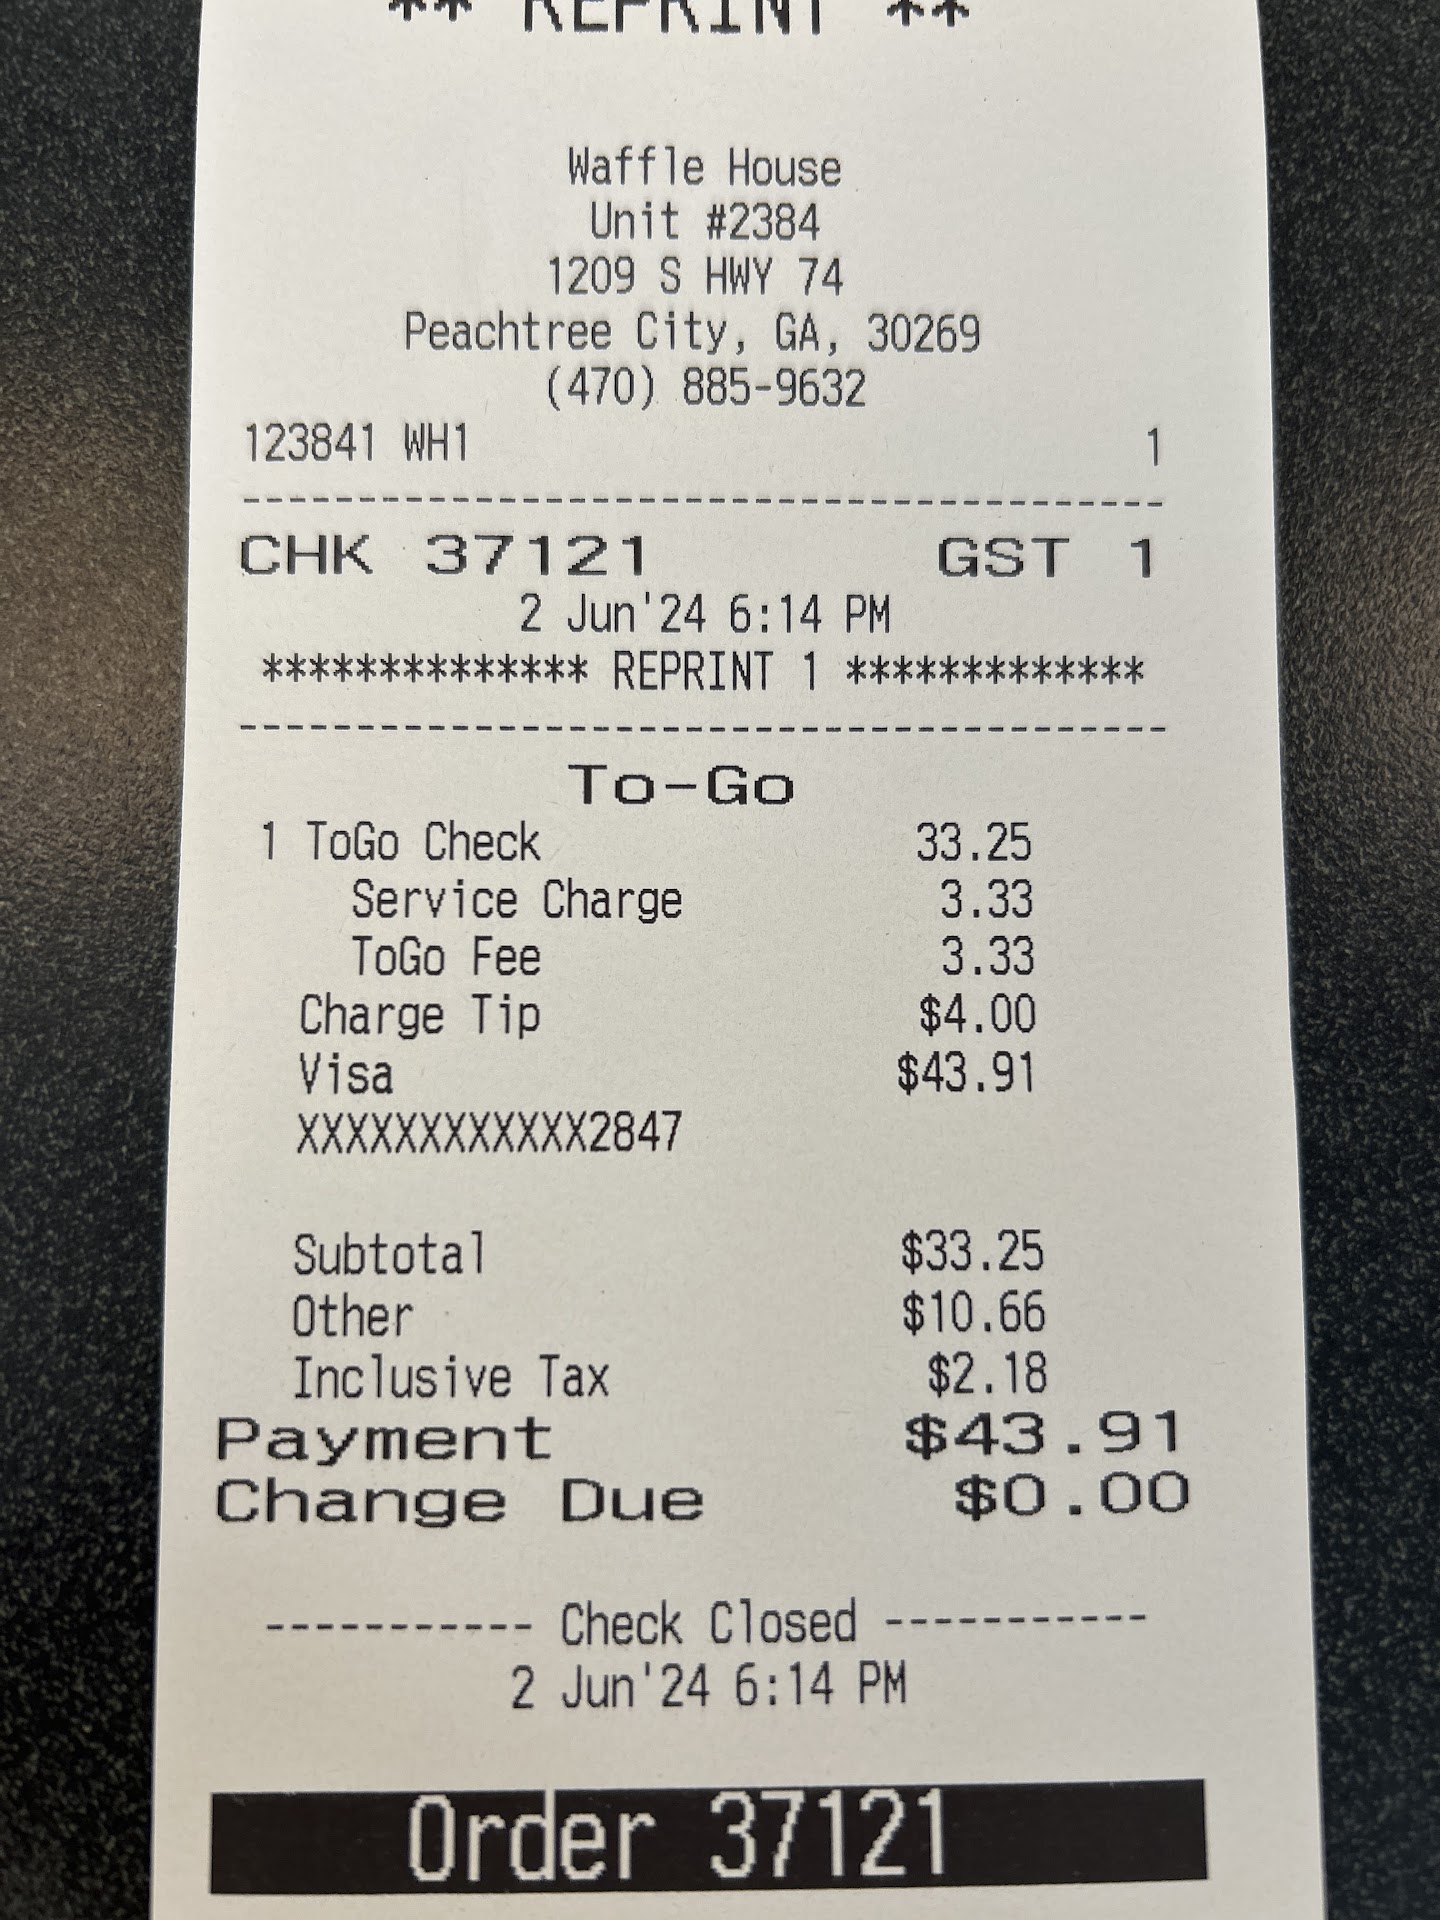 ** REPRINT **
Waffle House
Unit #2384
1209 S HWY 74
Peachtree City, GA, 30269
(470) 885-9632
123841 WH1 1
----------------------------------------
CHK 37121 GST 1
2 Jun'24 6:14 PM
************** REPRINT 1 *************
----------------------------------------
To-Go
1 ToGo Check 33.25
Service Charge 3.33
ToGo Fee 3.33
Charge Tip $4.00
Visa $43.91
XXXXXXXXXXXX2847
Subtotal $33.25
Other $10.66
Inclusive Tax $2.18
Payment $43.91
Change Due $0.00
----------- Check Closed -----------
2 Jun'24 6:14 PM
Order 37121